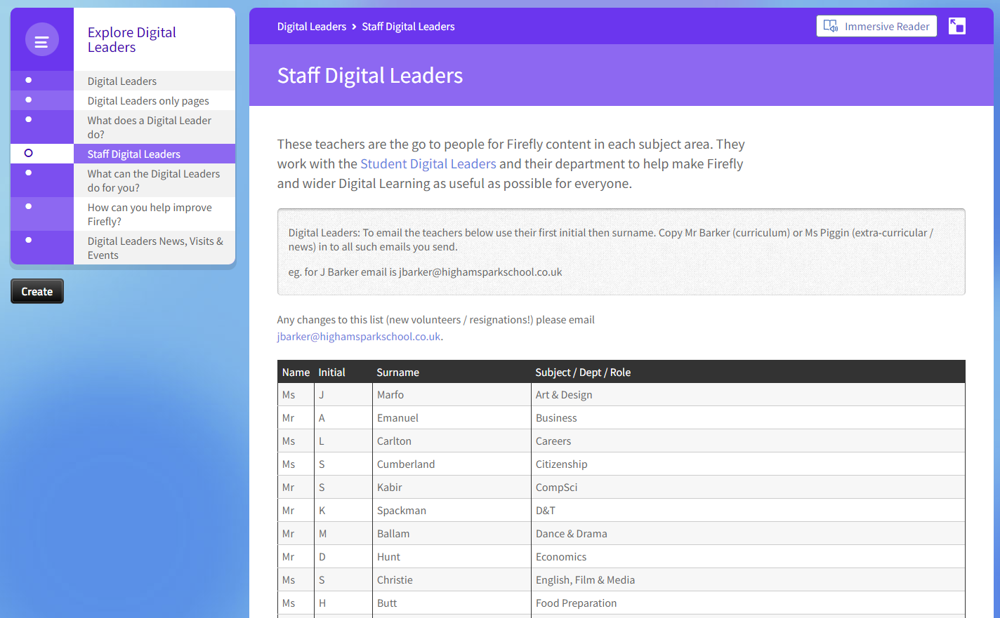 Explore Digital
Leaders
Digital Leaders
Digital Leaders only pages
What does a Digital Leader
do?
Staff Digital Leaders
What can the Digital Leaders
do for you?
How can you help improve
Firefly?
Digital Leaders News, Visits &
Events
Create
Digital Leaders > Staff Digital Leaders
Immersive Reader
Staff Digital Leaders
These teachers are the go to people for Firefly content in each subject area. They
work with the Student Digital Leaders and their department to help make Firefly
and wider Digital Learning as useful as possible for everyone.
Digital Leaders: To email the teachers below use their first initial then surname. Copy Mr Barker (curriculum) or Ms Piggin (extra-curricular /
news) in to all such emails you send.
eg. for J Barker email is jbarker@highamsparkschool.co.uk
Any changes to this list (new volunteers / resignations!) please email
jbarker@highamsparkschool.co.uk.
Name Initial Surname Subject / Dept / Role
Ms J Marfo Art & Design
Mr A Emanuel Business
Ms L Carlton Careers
Ms S Cumberland Citizenship
Mr S Kabir CompSci
Mr K Spackman D&T
Mr M Ballam Dance & Drama
Mr D Hunt Economics
Ms S Christie English, Film & Media
Ms H Butt Food Preparation